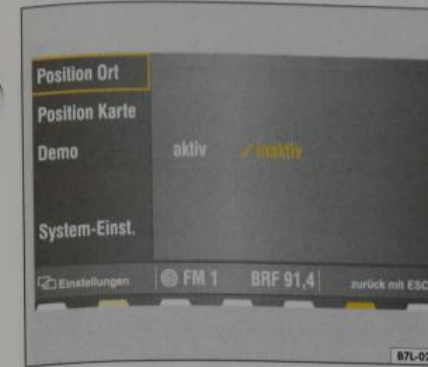 Position Ort
Position Karte
Demo aktiv ✓ inaktiv
System-Einst.
Einstellungen FM 1 BRF 91,4 zurück mit ESC
B7L-02